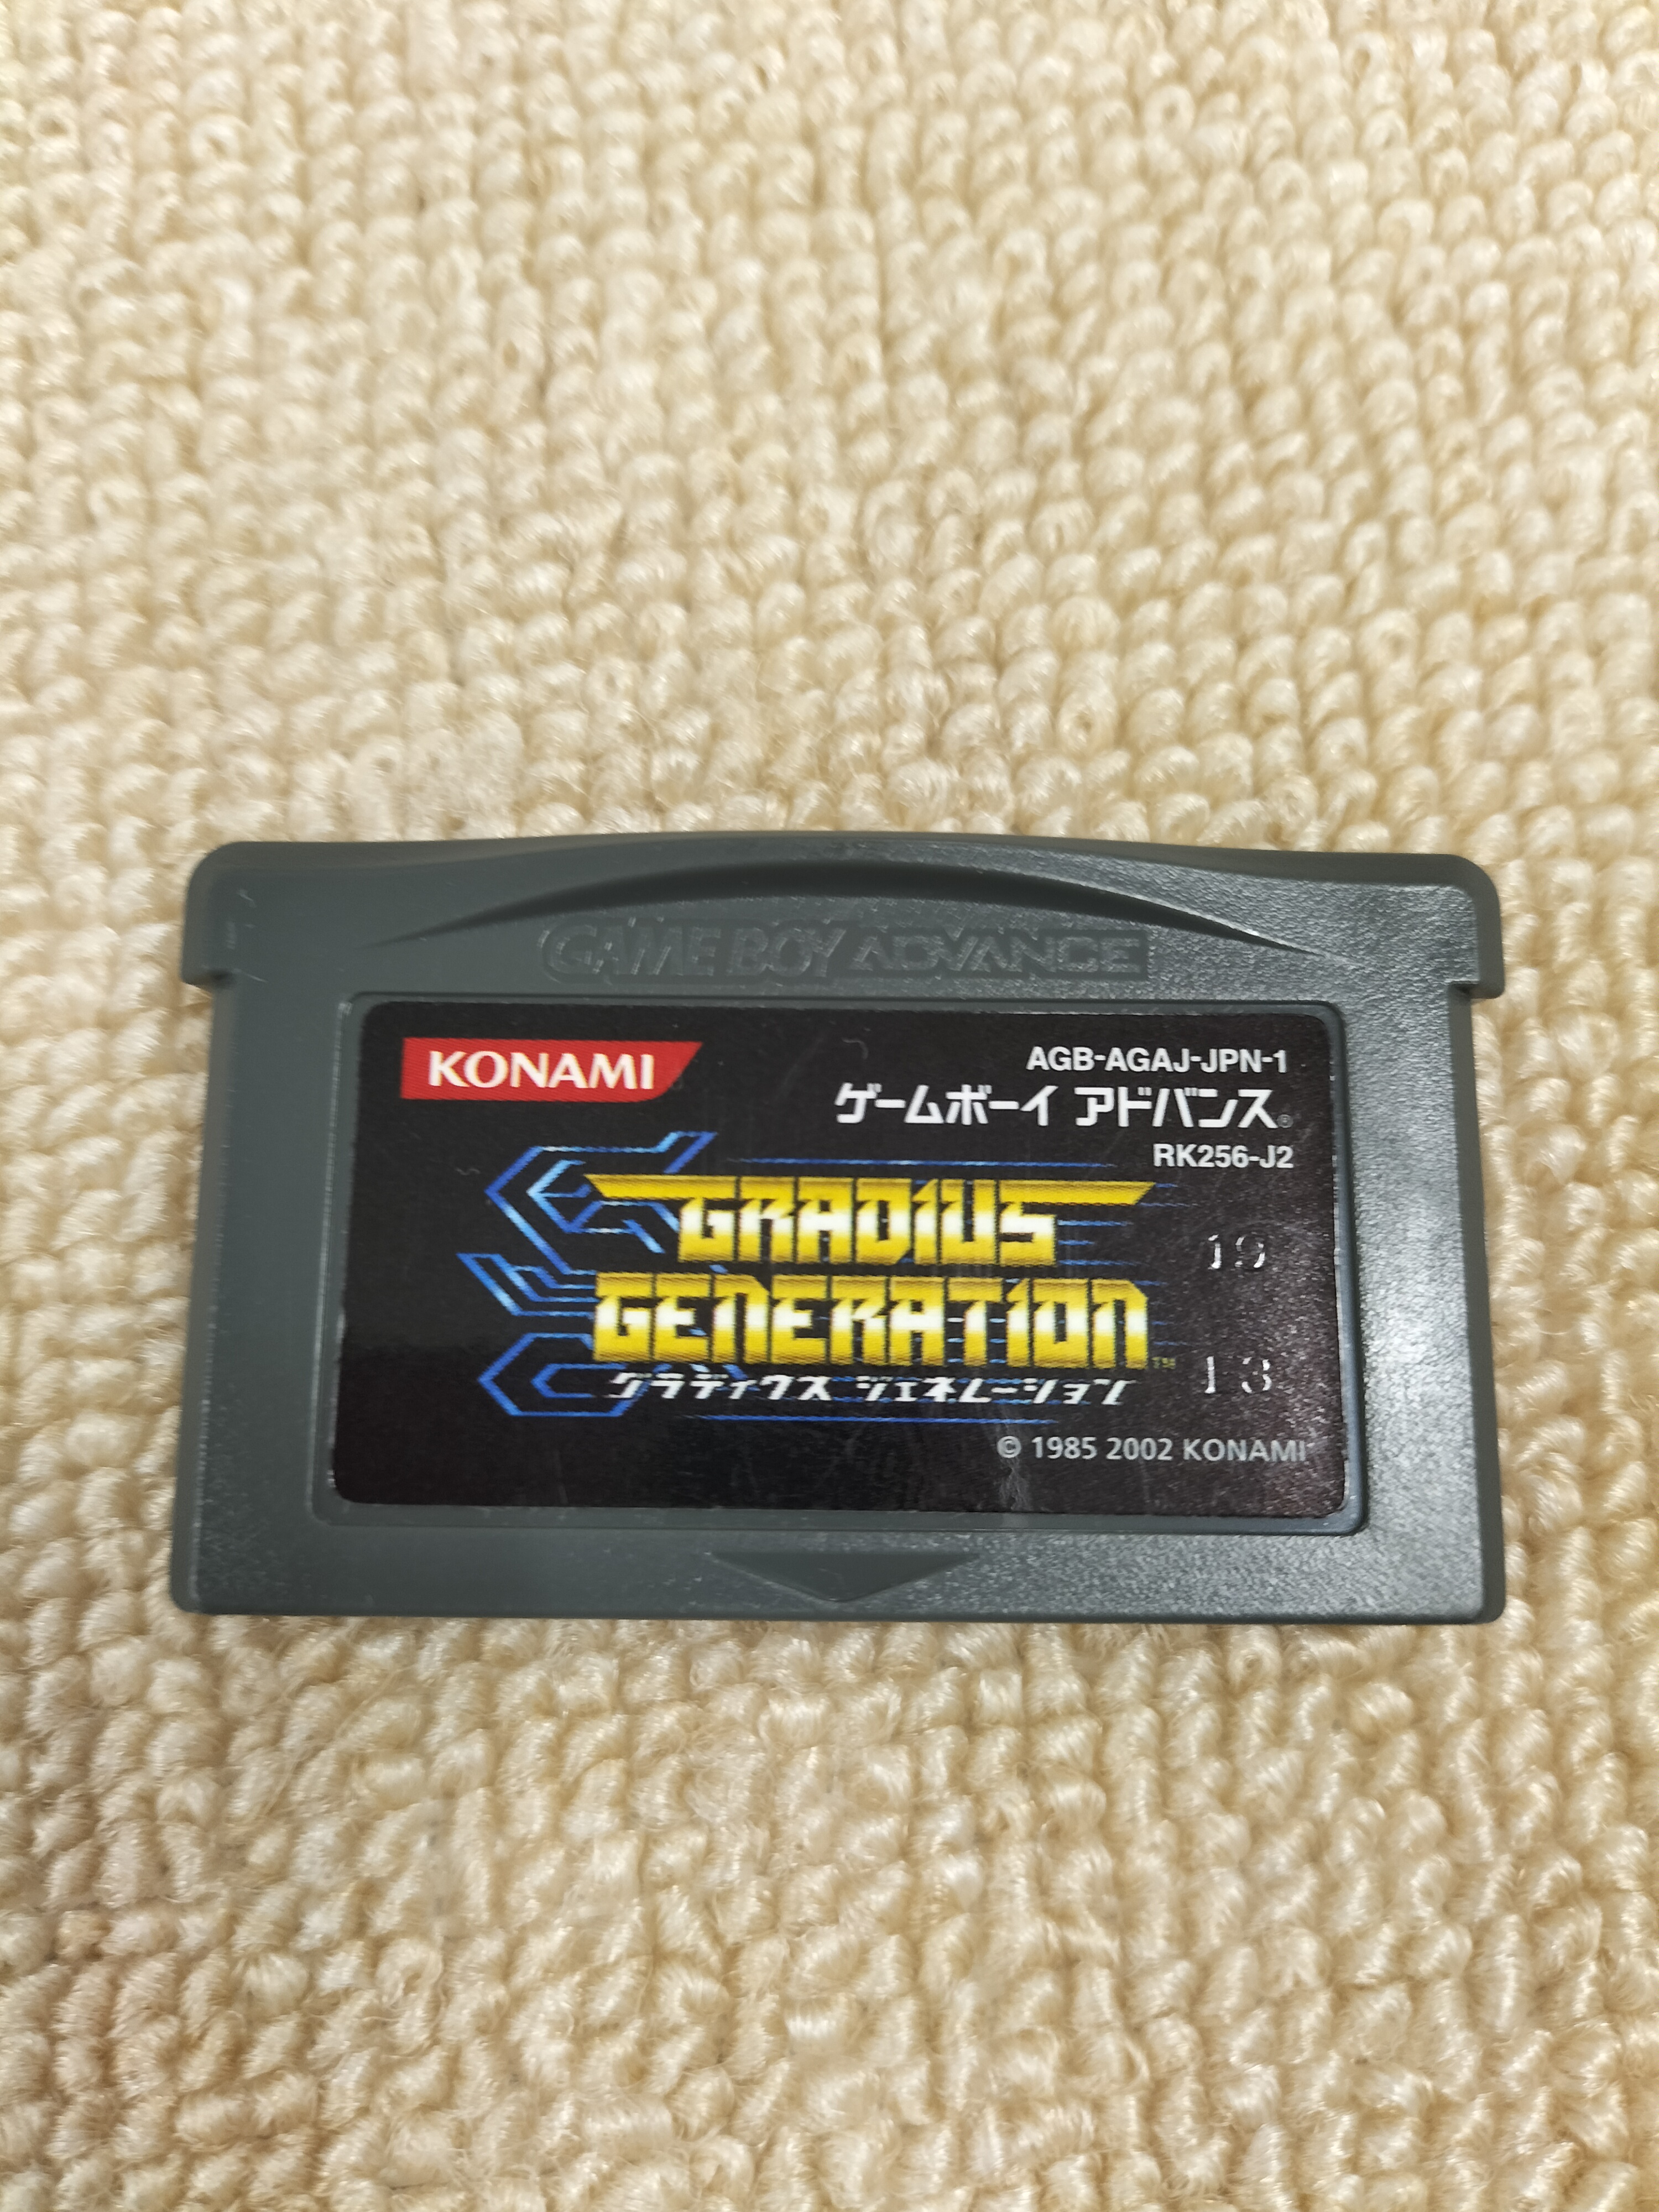 GAME BOY ADVANCE
KONAMI
AGB-AGAJ-JPN-1
ゲームボーイ アドバンス®
RK256-J2
GRADIUS
19
GENERATION™
グラディウス ジェネレーション
13
© 1985 2002 KONAMI